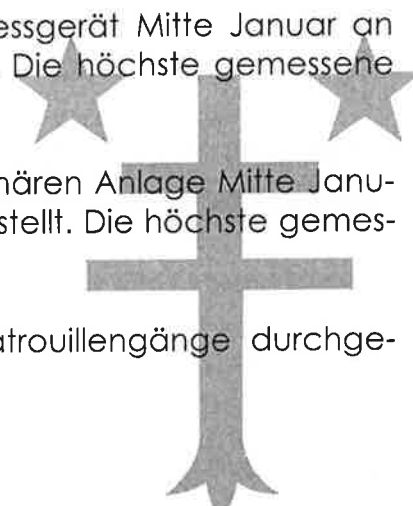 essgerät Mitte Januar an
Die höchste gemessene
nären Anlage Mitte Janu-
stellt. Die höchste gemes-
atrouillengänge durchge-